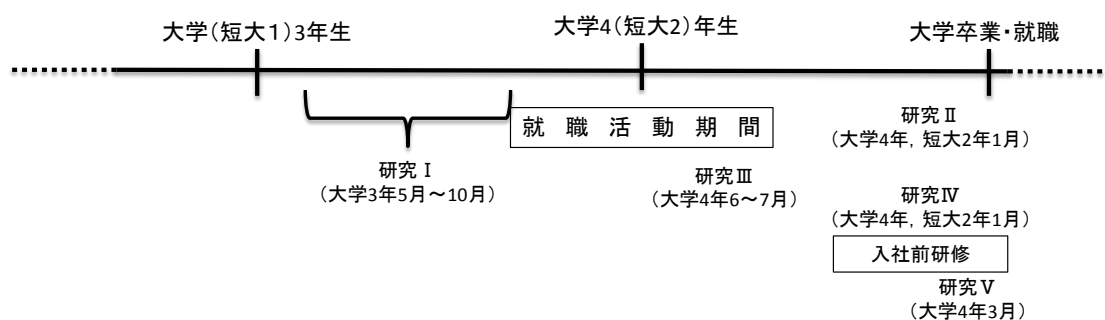 大学(短大1)3年生
大学4(短大2)年生
大学卒業・就職
就職活動期間
研究Ⅰ
(大学3年5月～10月)
研究Ⅲ
(大学4年6～7月)
研究Ⅱ
(大学4年, 短大2年1月)
研究Ⅳ
(大学4年, 短大2年1月)
入社前研修
研究Ⅴ
(大学4年3月)